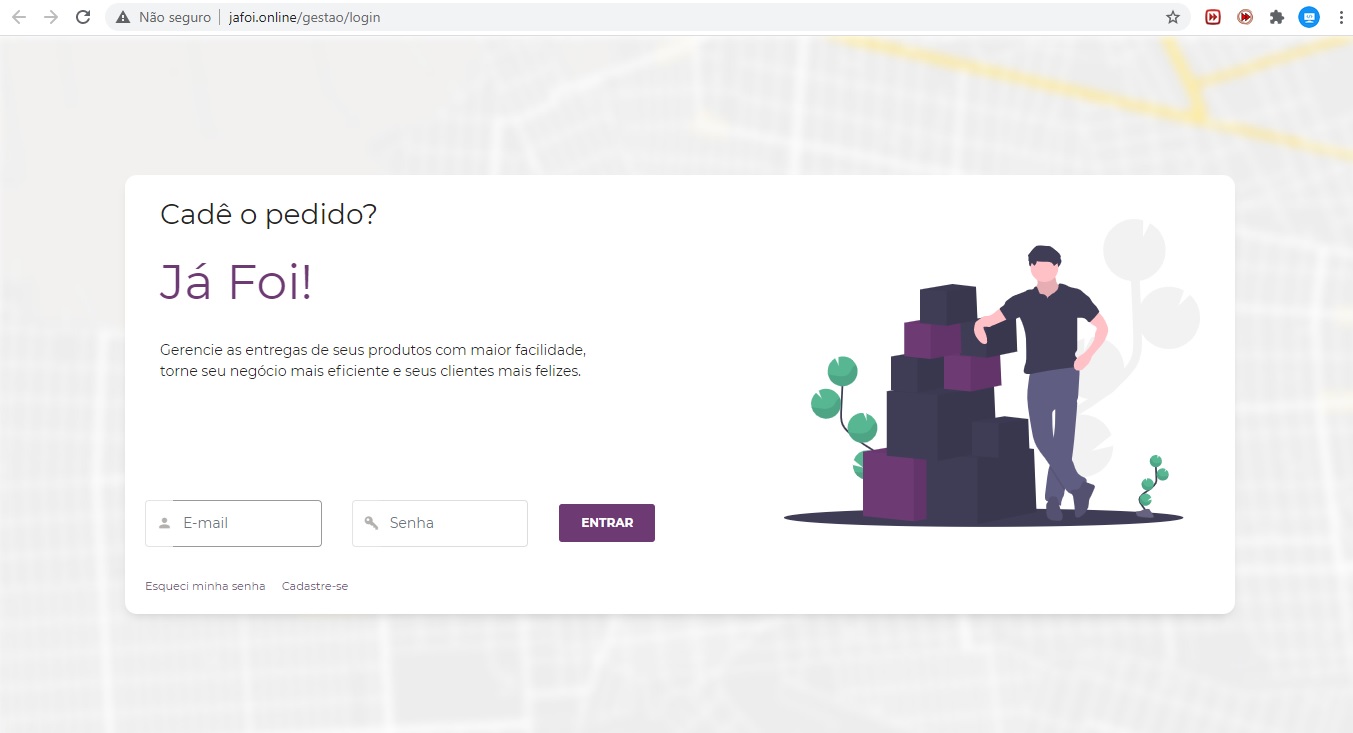 Não seguro
jafoi.online/gestao/login
Cadê o pedido?
Já Foi!
Gerencie as entregas de seus produtos com maior facilidade,
torne seu negócio mais eficiente e seus clientes mais felizes.
E-mail
Senha
ENTRAR
Esqueci minha senha
Cadastre-se